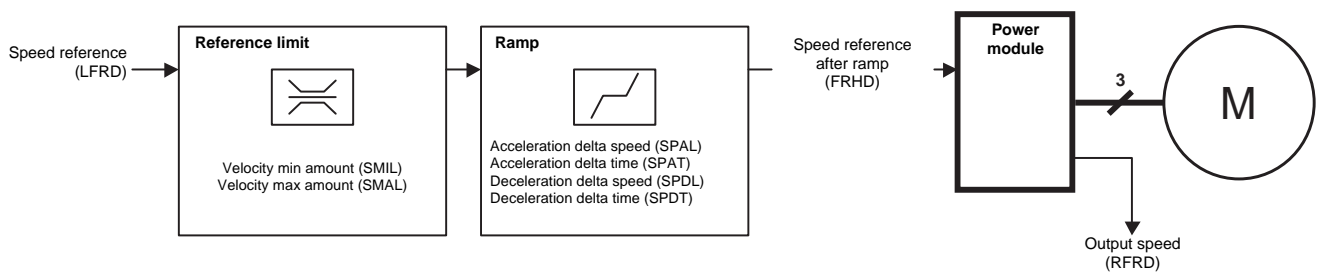 Speed reference
(LFRD)
Reference limit
Velocity min amount (SMIL)
Velocity max amount (SMAL)
Ramp
Acceleration delta speed (SPAL)
Acceleration delta time (SPAT)
Deceleration delta speed (SPDL)
Deceleration delta time (SPDT)
Speed reference
after ramp
(FRHD)
Power
module
3
M
Output speed
(RFRD)